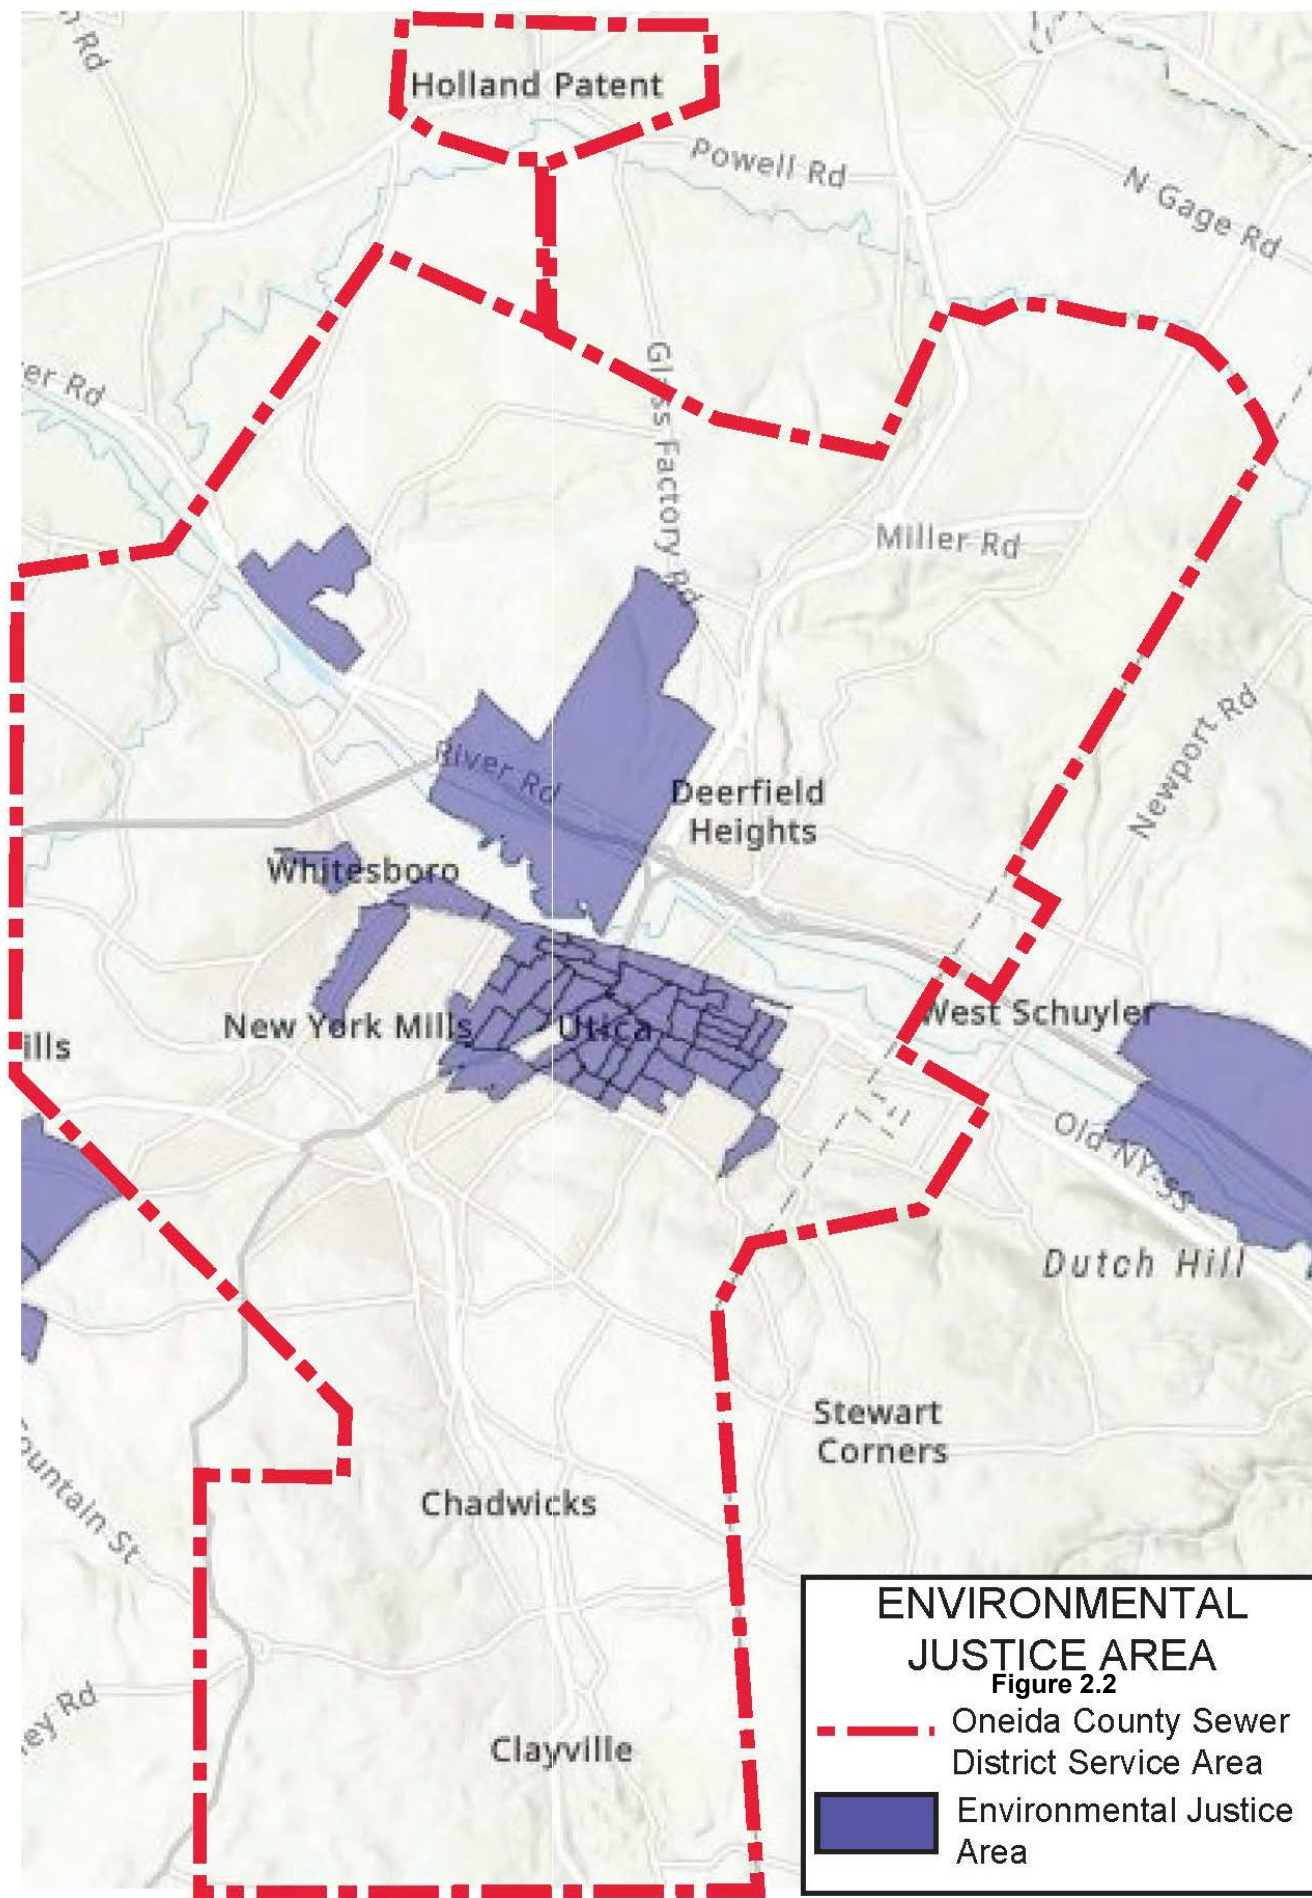 n Rd
Holland Patent
Powell Rd
N Gage Rd
er Rd
Glass Factory Rd
Miller Rd
Newport Rd
River Rd
Deerfield
Heights
Whitesboro
New York Mills
Utica
West Schuyler
ills
Old NY-5S
Dutch Hill
Stewart
Corners
ountain St
Chadwicks
ey Rd
Clayville
ENVIRONMENTAL
JUSTICE AREA
Figure 2.2
Oneida County Sewer
District Service Area
Environmental Justice
Area